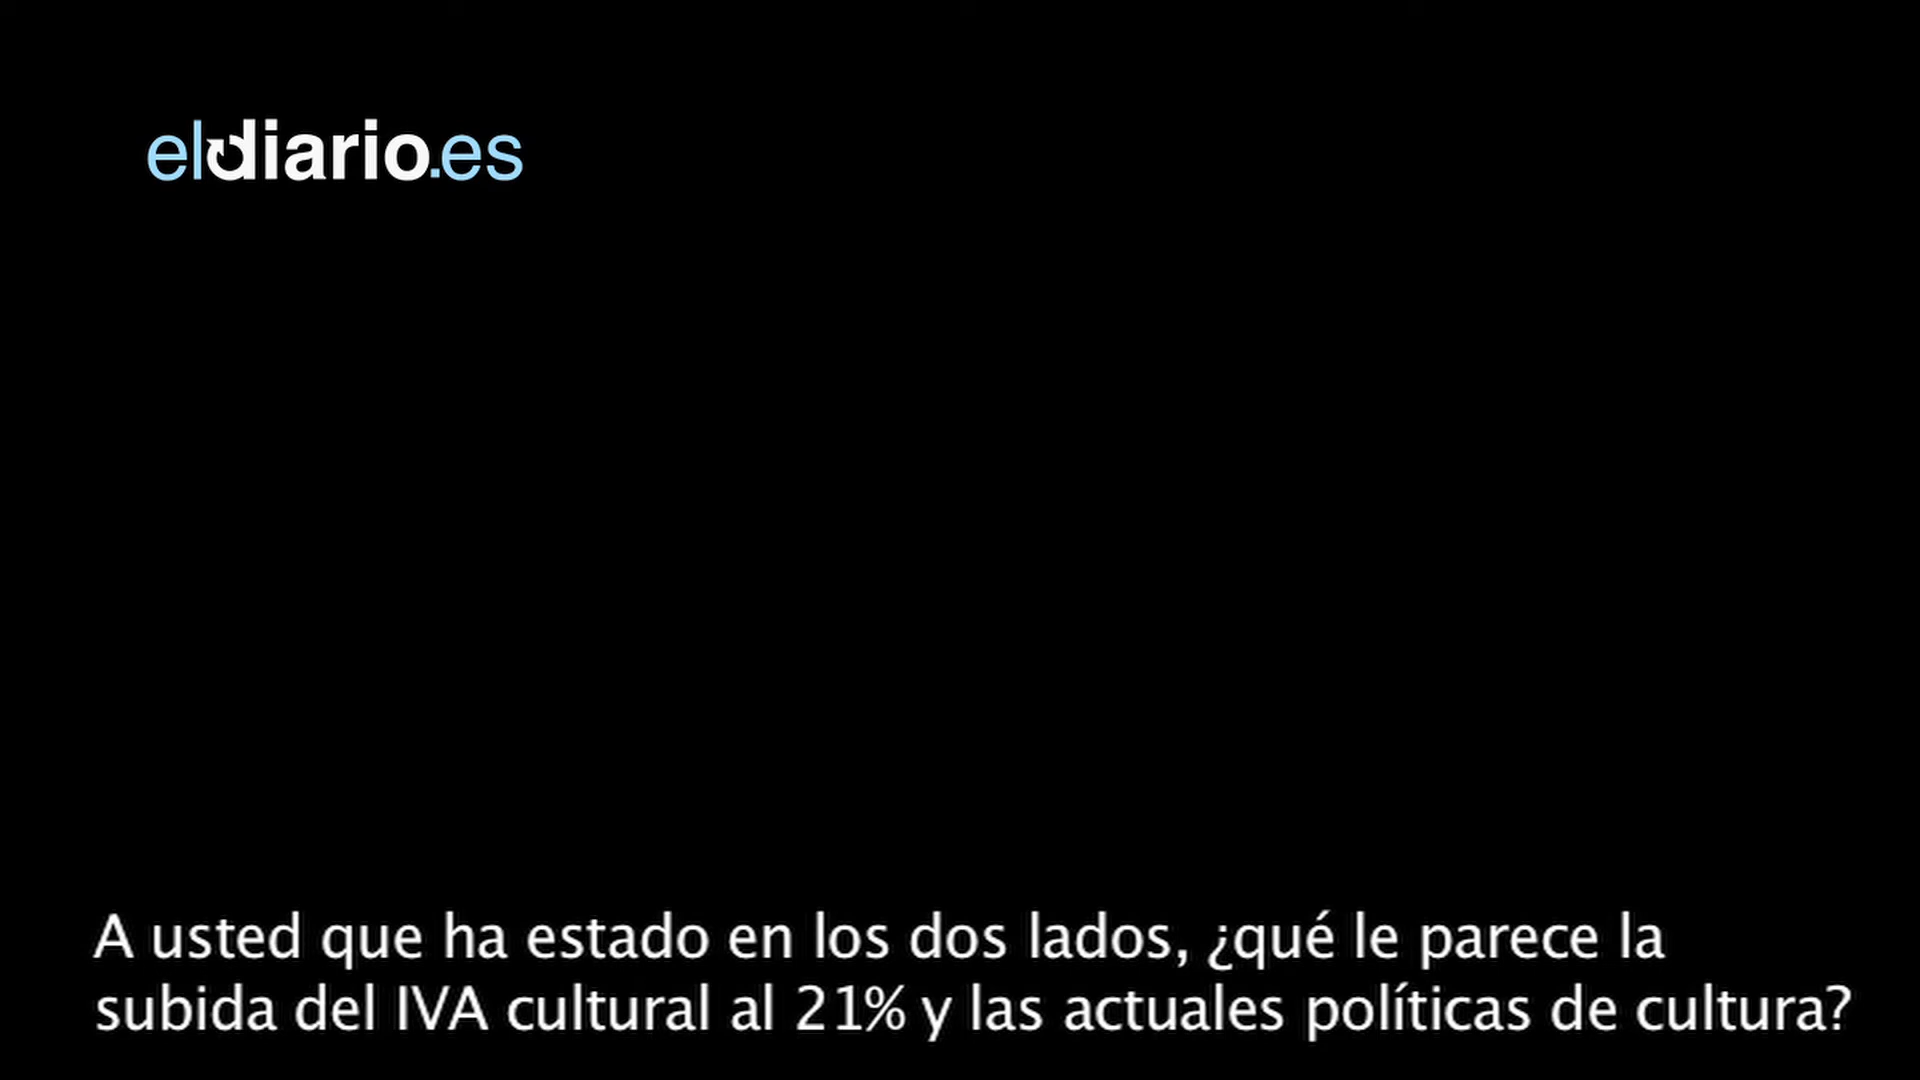 eldiario.es
A usted que ha estado en los dos lados, ¿qué le parece la
subida del IVA cultural al 21% y las actuales políticas de cultura?